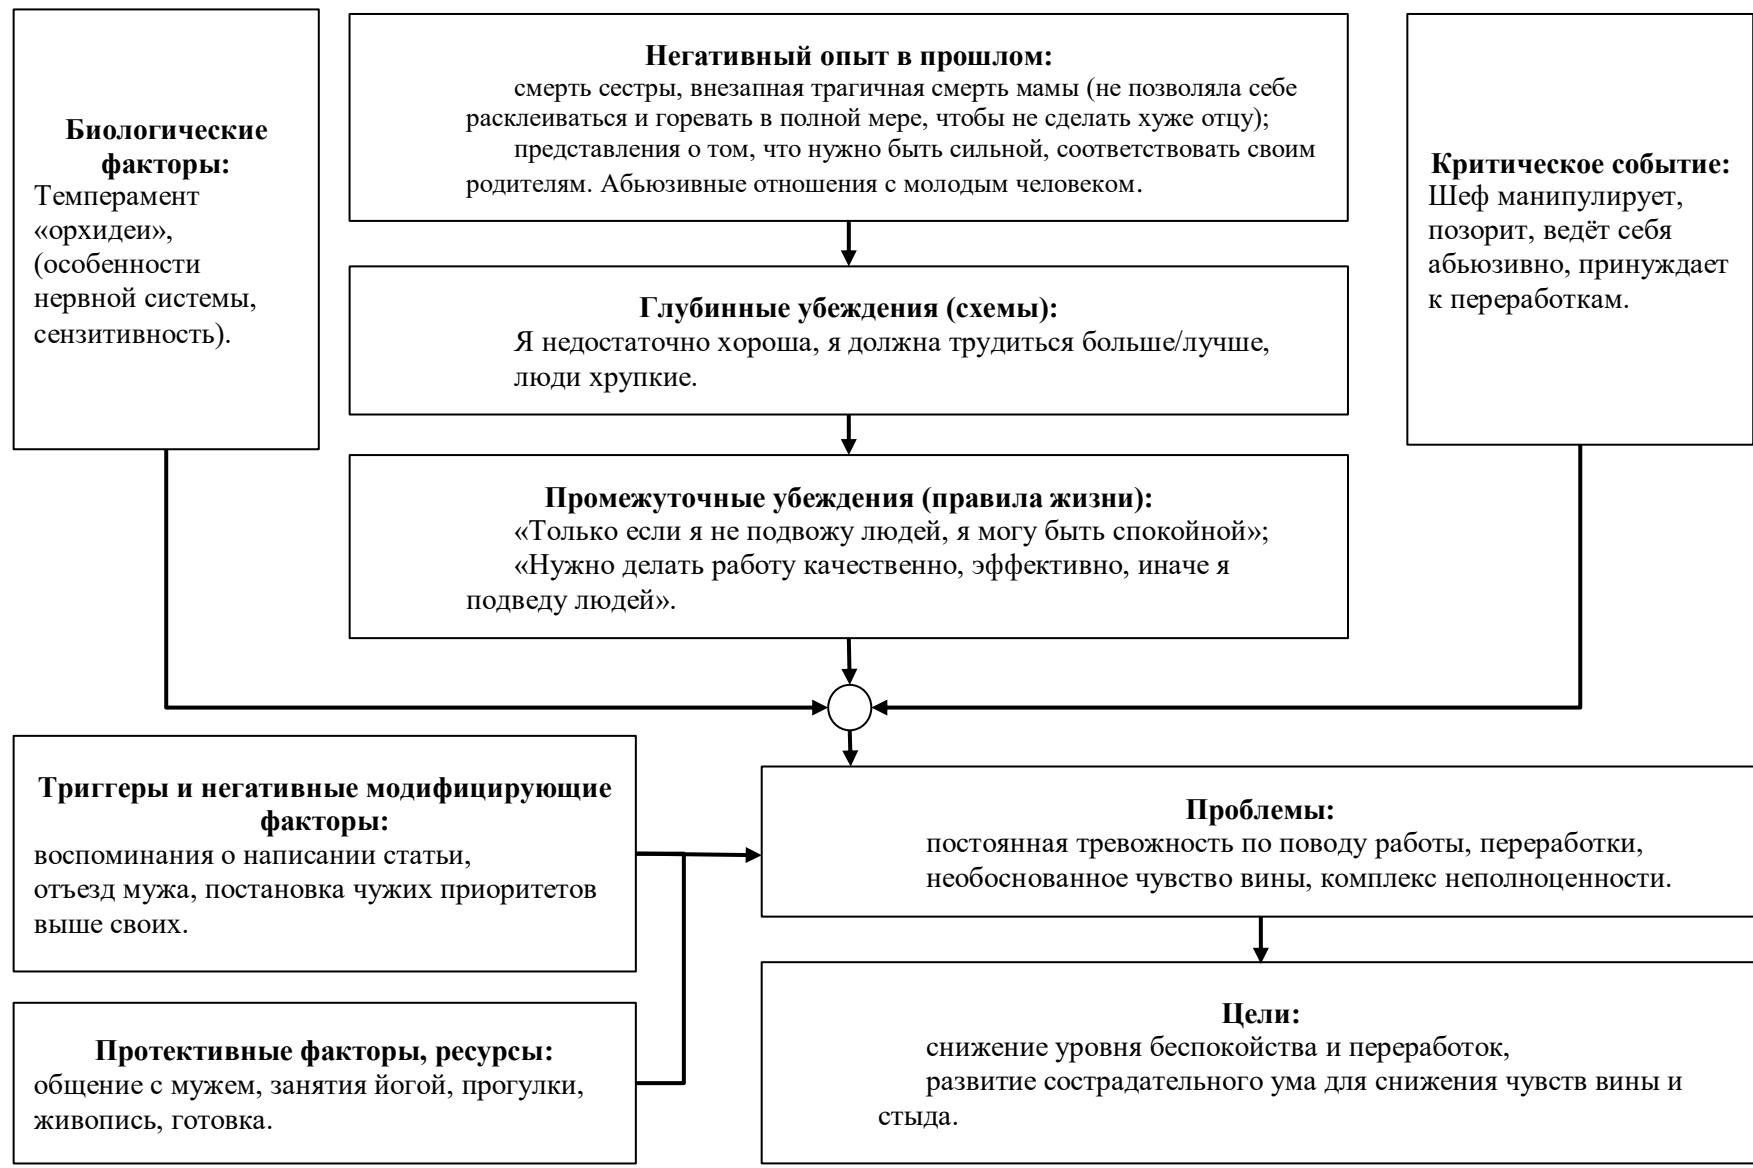 Биологические
факторы:
Темперамент
«орхидеи»,
(особенности
нервной системы,
сензитивность).
Негативный опыт в прошлом:
смерть сестры, внезапная трагичная смерть мамы (не позволяла себе
расклеиваться и горевать в полной мере, чтобы не сделать хуже отцу);
представления о том, что нужно быть сильной, соответствовать своим
родителям. Абьюзивные отношения с молодым человеком.
Критическое событие:
Шеф манипулирует,
позорит, ведёт себя
абьюзивно, принуждает
к переработкам.
Глубинные убеждения (схемы):
Я недостаточно хороша, я должна трудиться больше/лучше,
люди хрупкие.
Промежуточные убеждения (правила жизни):
«Только если я не подвожу людей, я могу быть спокойной»;
«Нужно делать работу качественно, эффективно, иначе я
подведу людей».
Триггеры и негативные модифицирующие
факторы:
воспоминания о написании статьи,
отъезд мужа, постановка чужих приоритетов
выше своих.
Проблемы:
постоянная тревожность по поводу работы, переработки,
необоснованное чувство вины, комплекс неполноценности.
Протективные факторы, ресурсы:
общение с мужем, занятия йогой, прогулки,
живопись, готовка.
Цели:
снижение уровня беспокойства и переработок,
развитие сострадательного ума для снижения чувств вины и
стыда.